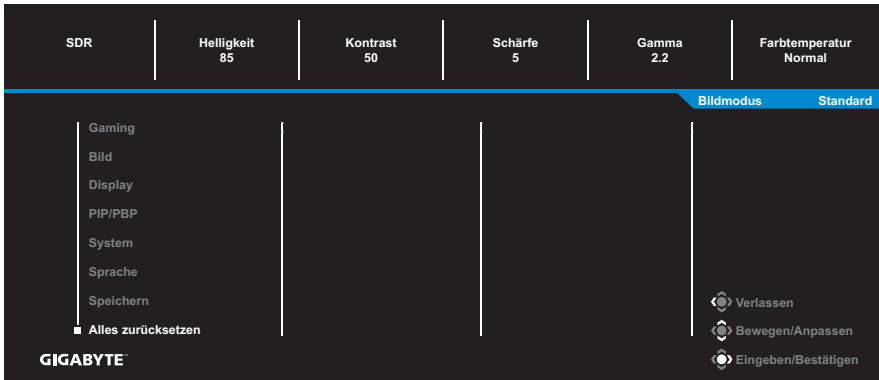 SDR
Helligkeit
85
Kontrast
50
Schärfe
5
Gamma
2.2
Farbtemperatur
Normal
Bildmodus Standard
Gaming
Bild
Display
PIP/PBP
System
Sprache
Speichern
Alles zurücksetzen
Verlassen
Bewegen/Anpassen
Eingeben/Bestätigen
GIGABYTE™